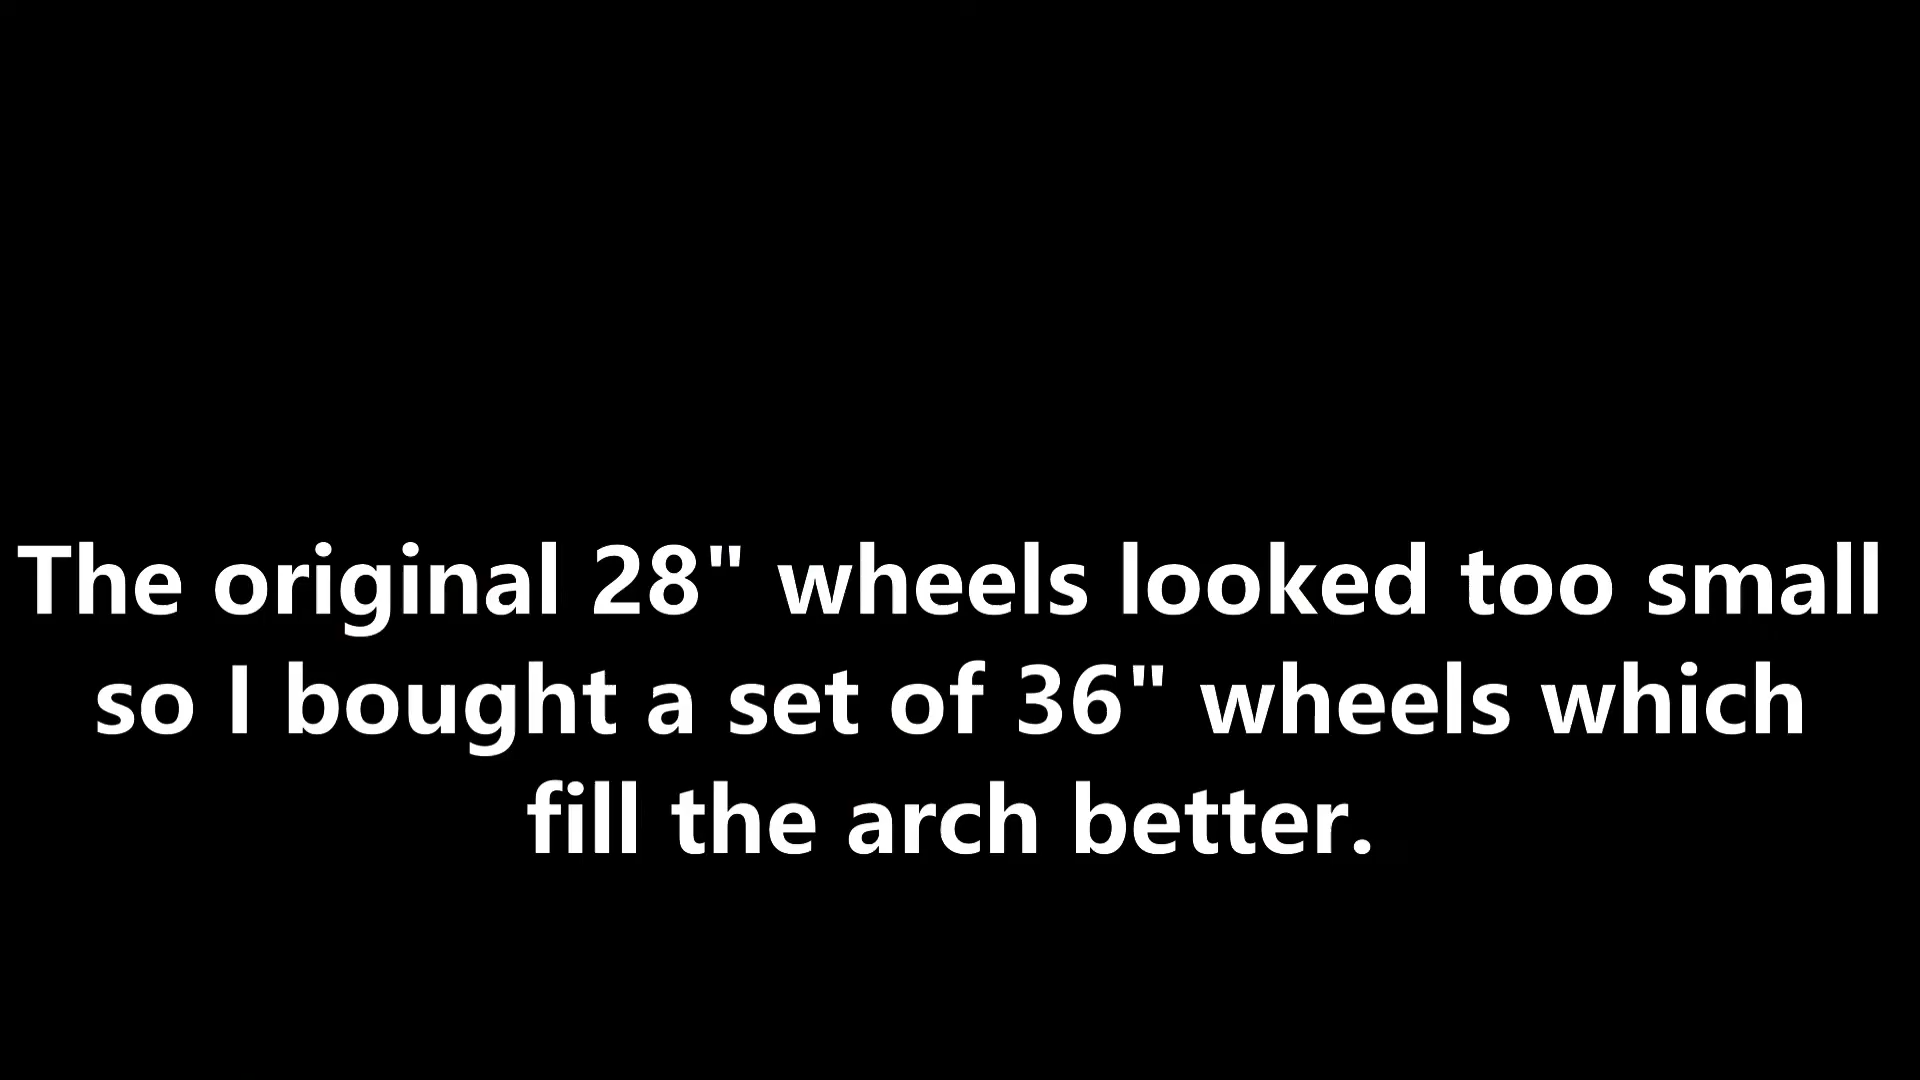 The original 28" wheels looked too small
so I bought a set of 36" wheels which
fill the arch better.